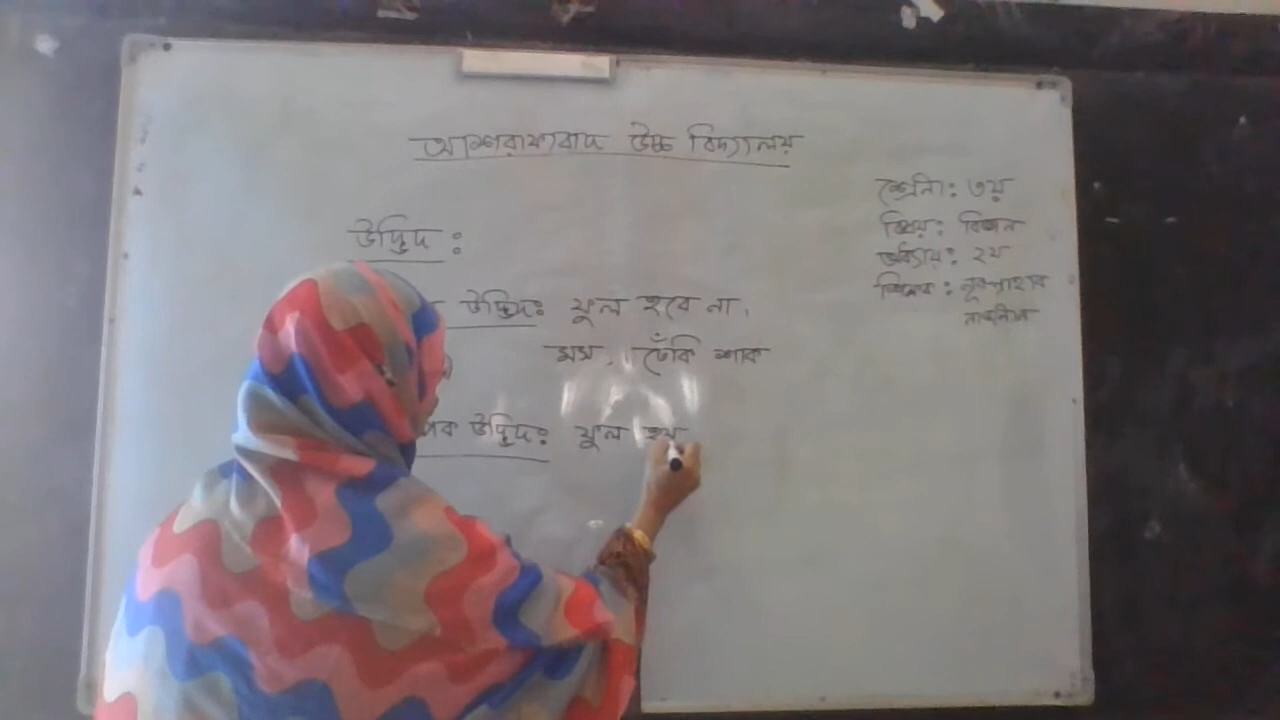 আশরাফাবাদ উচ্চ বিদ্যালয়
শ্রেনী: ৩য়
বিষয়: বিজ্ঞান
অধ্যায়: ২য়
শিক্ষক:
উদ্ভিদ:
উদ্ভিদঃ ফুল হবে না,
মস, ঢেঁকি শাক
উদ্ভিদঃ ফুল হয়